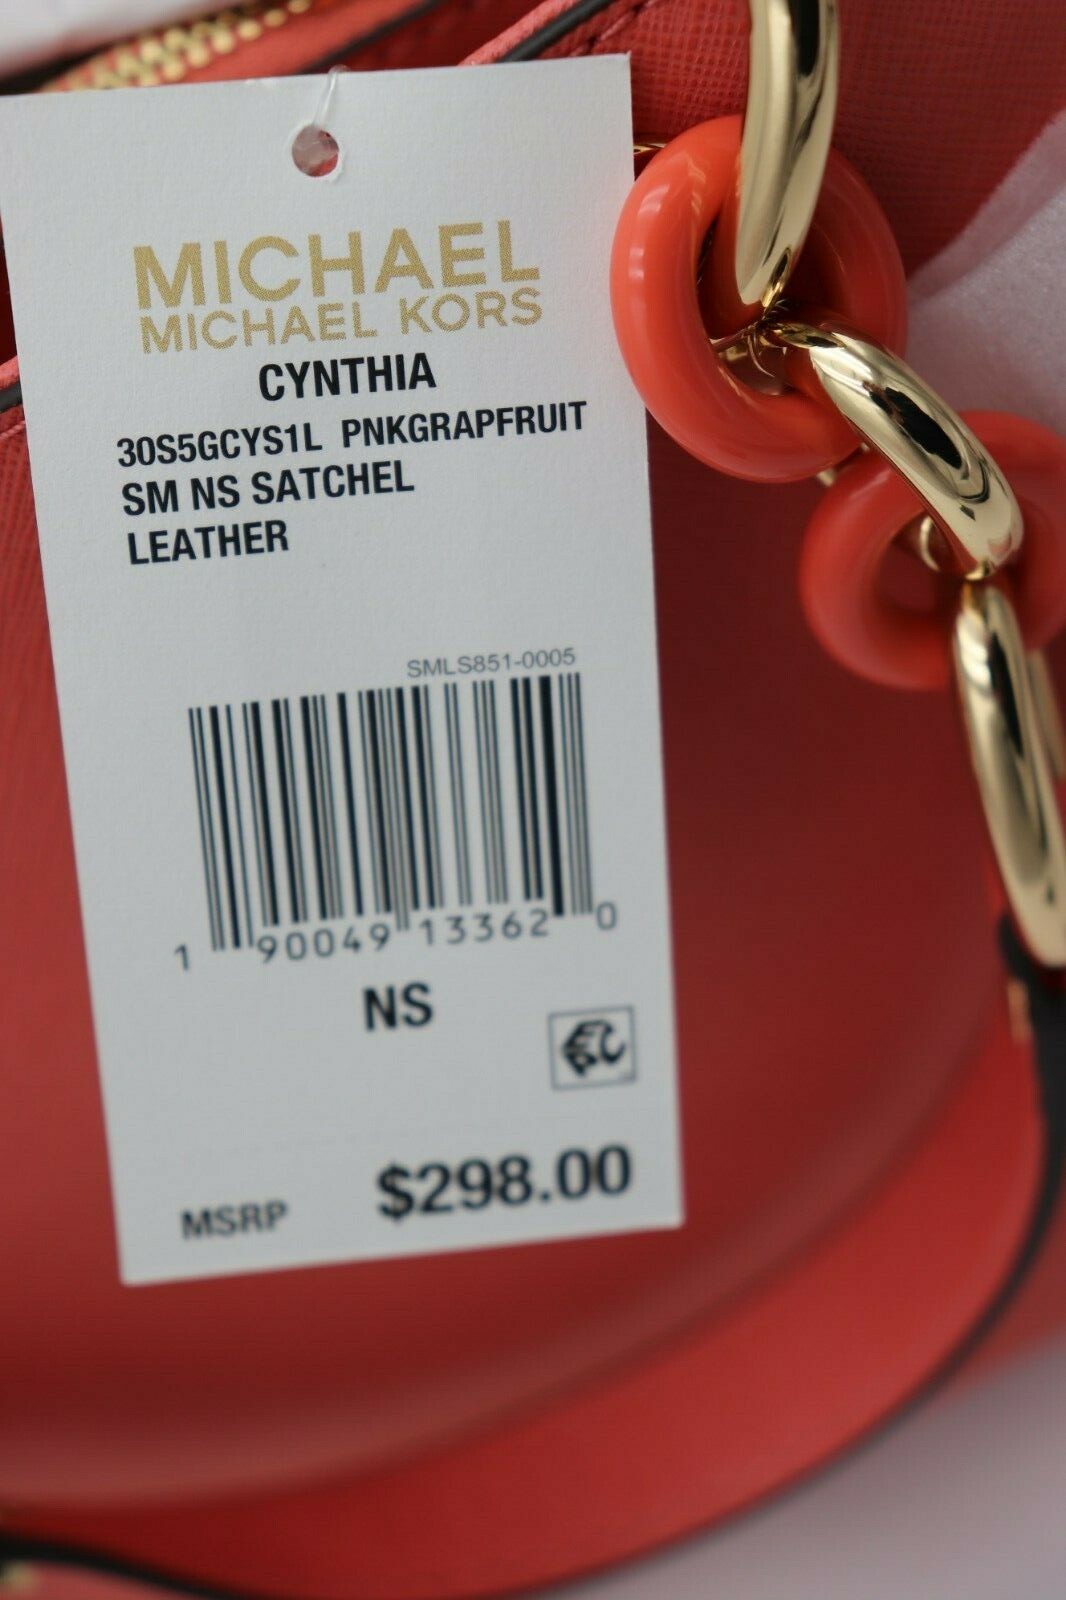 MICHAEL
MICHAEL KORS
CYNTHIA
30S5GCYS1L PNKGRAPFRUIT
SM NS SATCHEL
LEATHER
SMLS851-0005
1 90049 13362 0
NS
MSRP $298.00